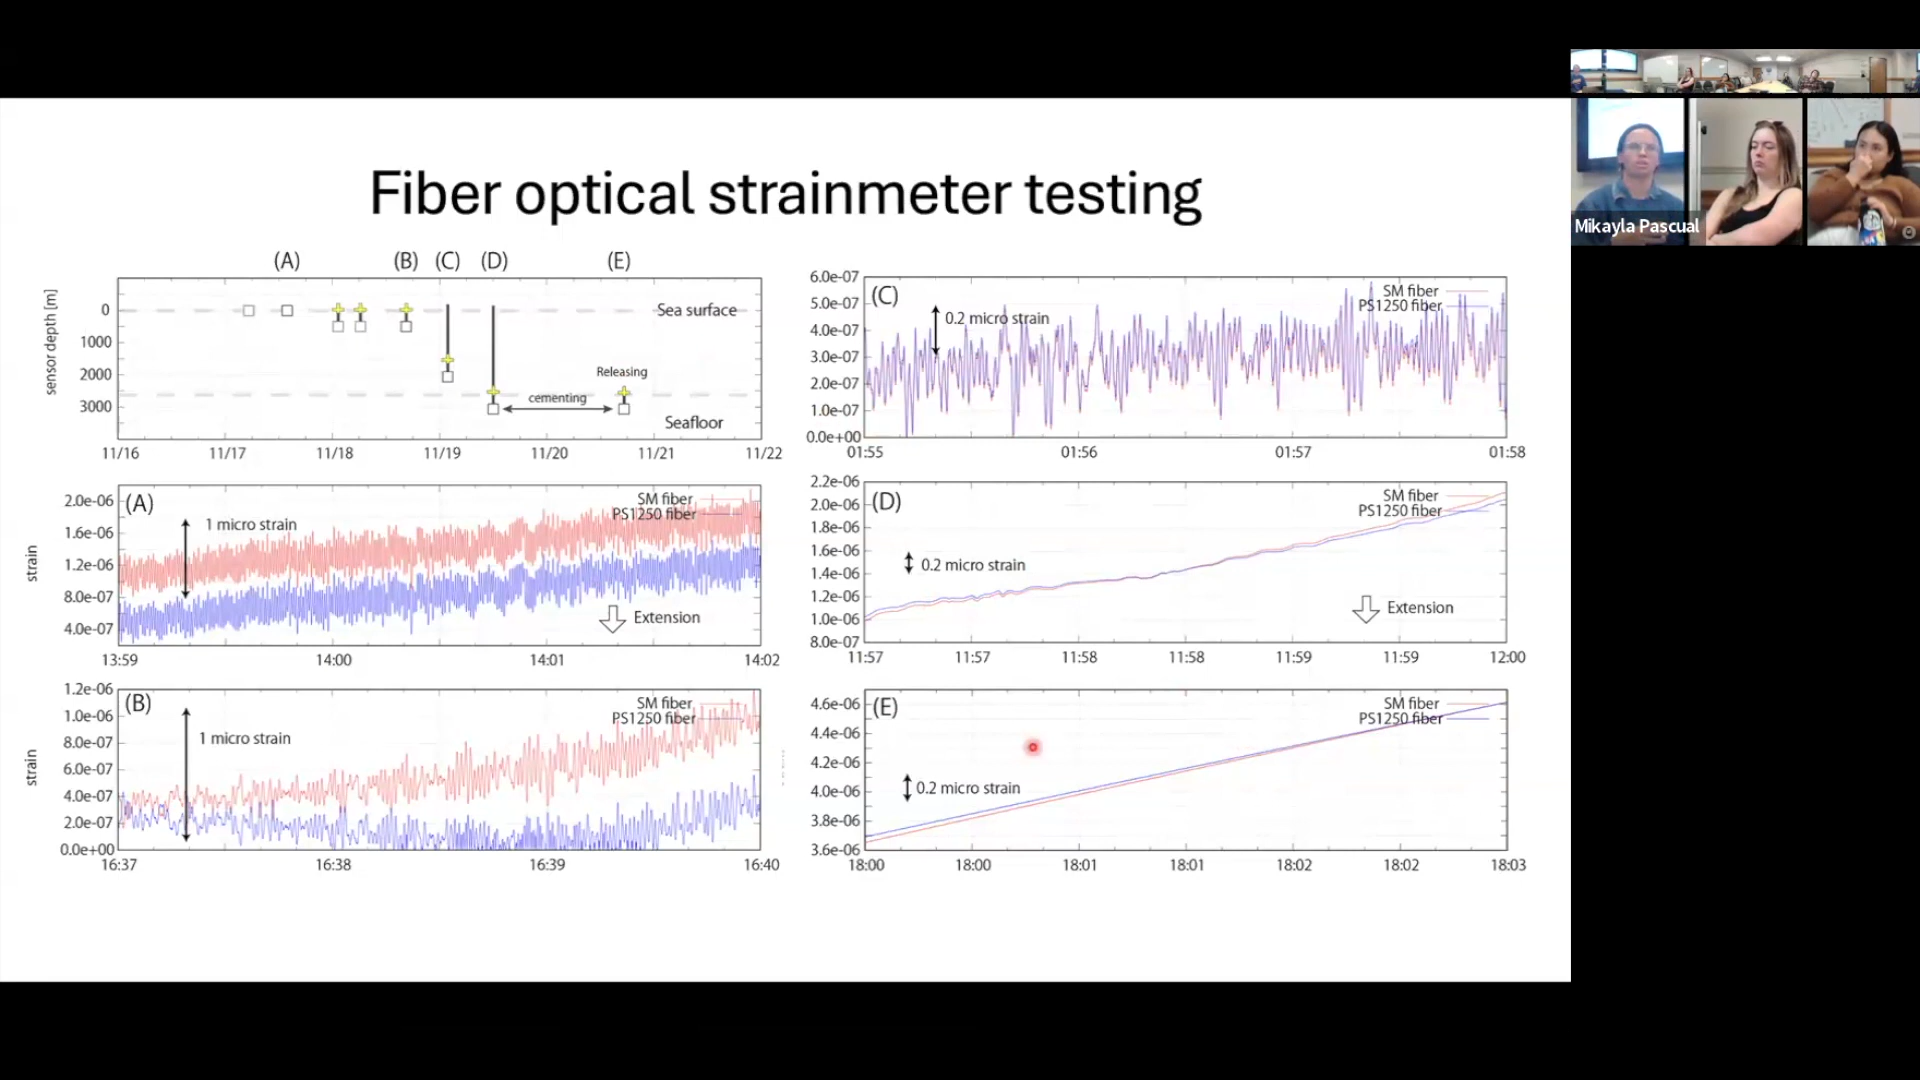 Fiber optical strainmeter testing
Mikayla Pascual
(A) (B) (C) (D) (E)
sensor depth [m]
0
1000
2000
3000
Sea surface
Releasing
cementing
Seafloor
11/16 11/17 11/18 11/19 11/20 11/21 11/22
(A)
strain
2.0e-06
1.6e-06
1.2e-06
8.0e-07
4.0e-07
1 micro strain
SM fiber
PS1250 fiber
Extension
13:59 14:00 14:01 14:02
(B)
strain
1.2e-06
1.0e-06
8.0e-07
6.0e-07
4.0e-07
2.0e-07
0.0e+00
1 micro strain
SM fiber
PS1250 fiber
16:37 16:38 16:39 16:40
(C)
6.0e-07
5.0e-07
4.0e-07
3.0e-07
2.0e-07
1.0e-07
0.0e+00
0.2 micro strain
SM fiber
PS1250 fiber
01:55 01:56 01:57 01:58
(D)
2.2e-06
2.0e-06
1.8e-06
1.6e-06
1.4e-06
1.2e-06
1.0e-06
8.0e-07
0.2 micro strain
SM fiber
PS1250 fiber
Extension
11:57 11:57 11:58 11:58 11:59 11:59 12:00
(E)
4.6e-06
4.4e-06
4.2e-06
4.0e-06
3.8e-06
3.6e-06
0.2 micro strain
SM fiber
PS1250 fiber
18:00 18:00 18:01 18:01 18:02 18:02 18:03